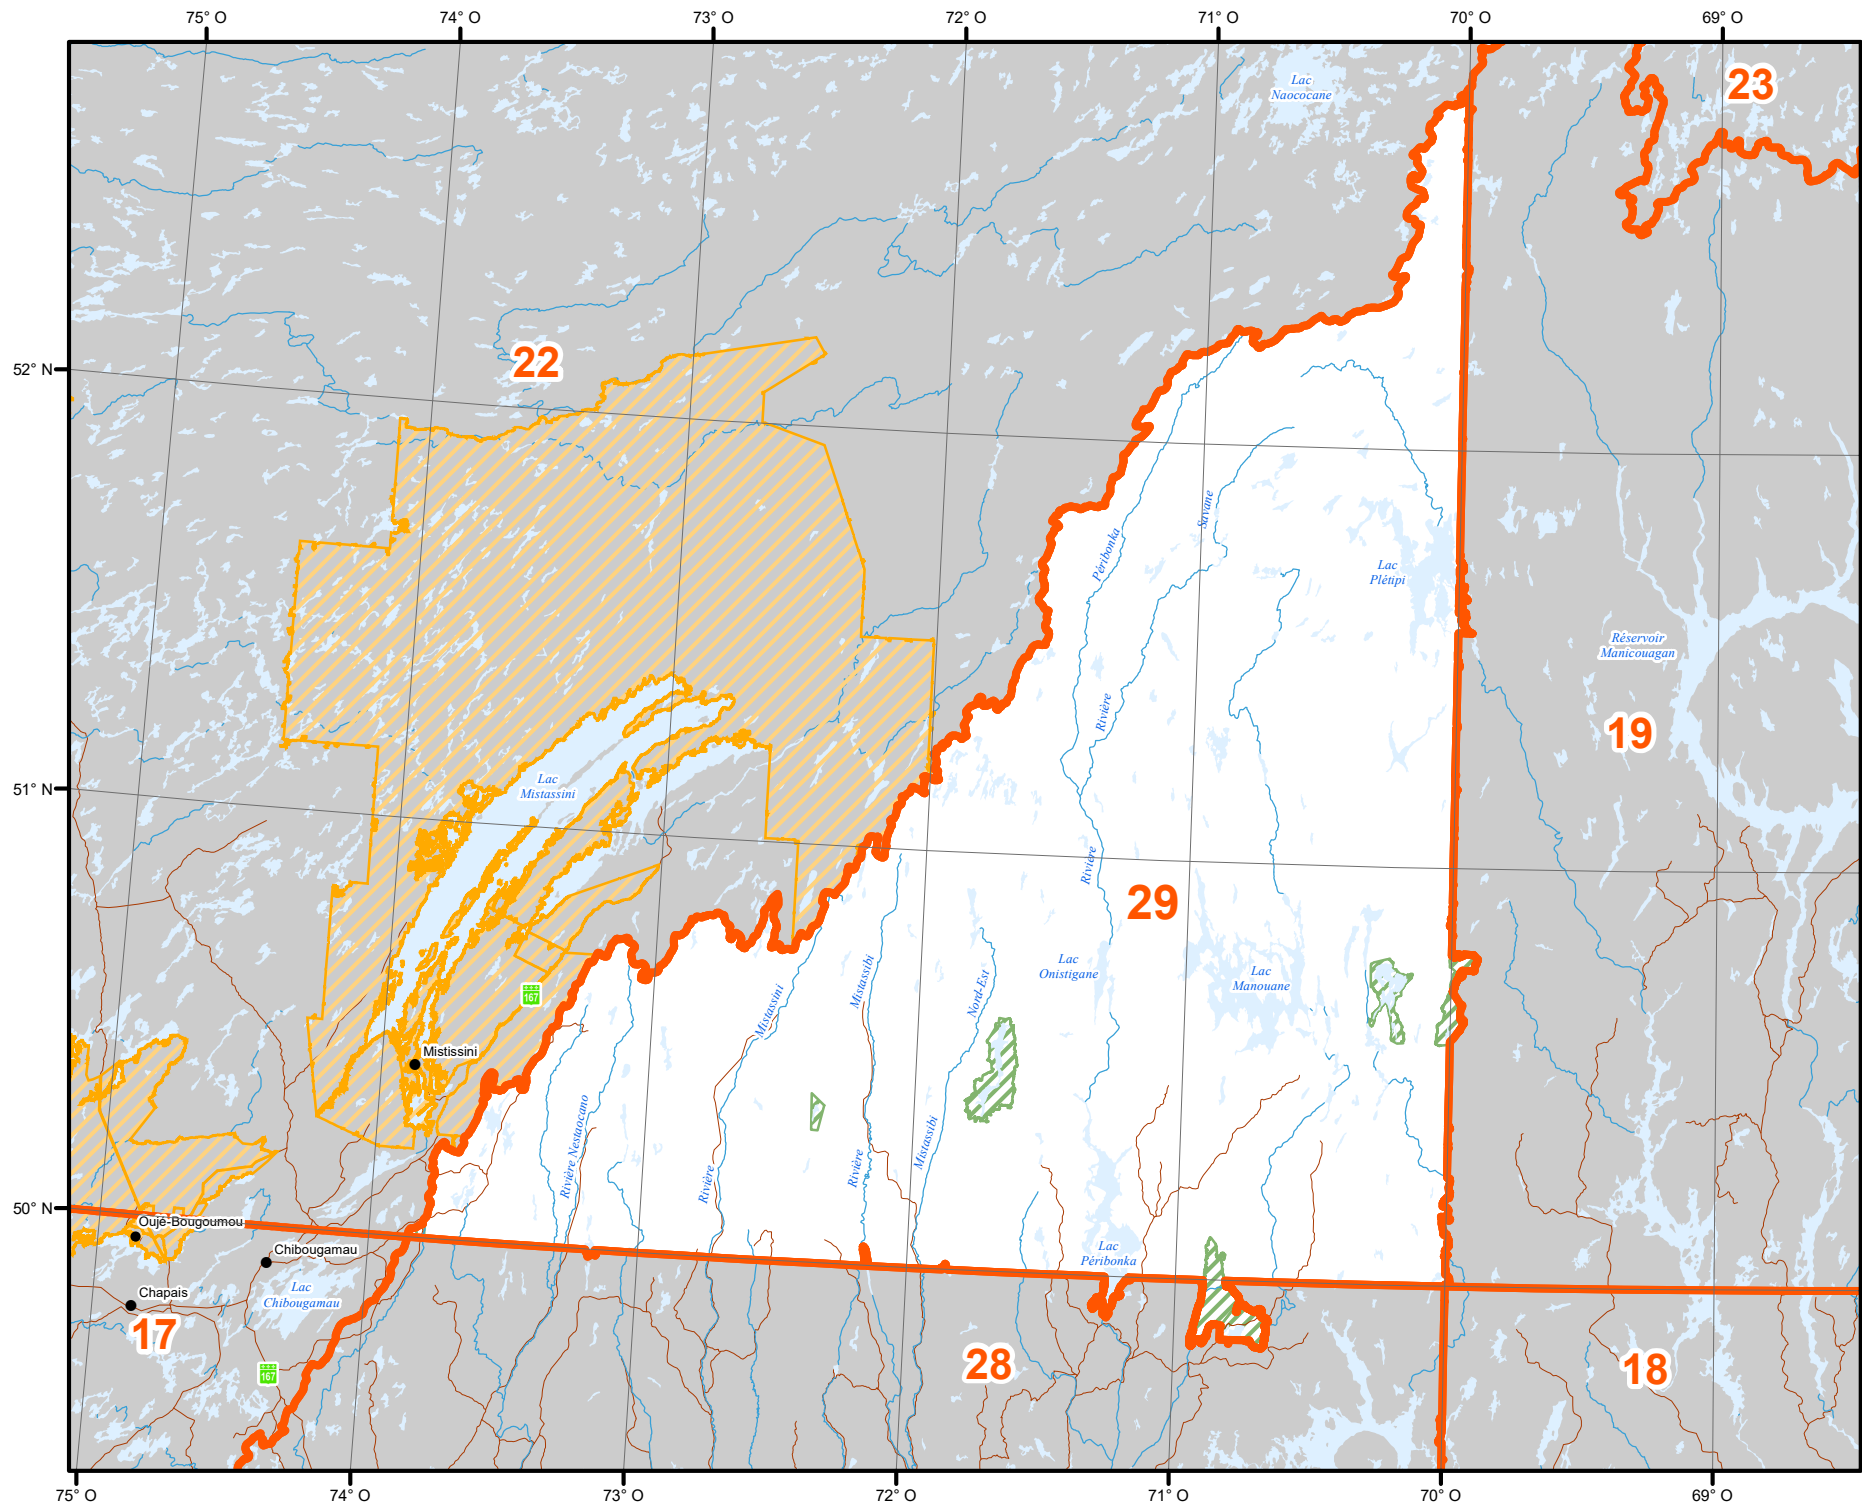 75° O
74° O
73° O
72° O
71° O
70° O
69° O
Lac
Naococane
23
52° N
22
Péribonka
Savane
Lac
Plétipi
Réservoir
Manicouagan
Rivière
19
51° N
Lac
Mistassini
Rivière
29
Lac
Onistigane
Lac
Manouane
Mistassini
Mistassibi
Nord-Est
167
Mistissini
Rivière Nestaocano
Rivière
Rivière
Mistassibi
50° N
Oujé-Bougoumou
Chibougamau
Lac
Péribonka
Chapais
Lac
Chibougamau
17
167
28
18
75° O
74° O
73° O
72° O
71° O
70° O
69° O